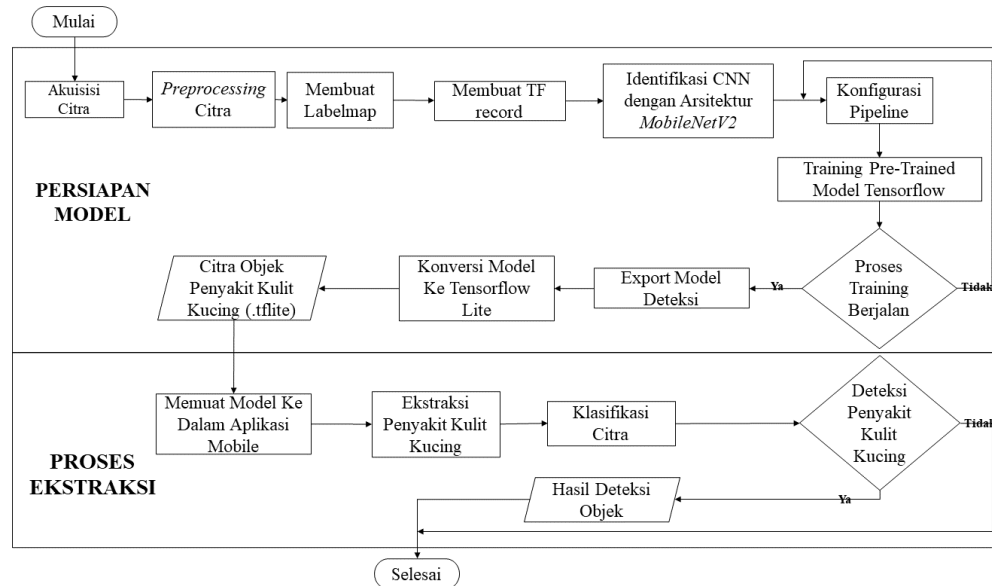 Mulai
Akuisisi
Citra
Preprocessing
Citra
Membuat
Labelmap
Membuat TF
record
Identifikasi CNN
dengan Arsitektur
MobileNetV2
Konfigurasi
Pipeline
Training Pre-Trained
Model Tensorflow
PERSIAPAN
MODEL
Proses
Training
Berjalan
Tidak
Ya
Export Model
Deteksi
Konversi Model
Ke Tensorflow
Lite
Citra Objek
Penyakit Kulit
Kucing (.tflite)
Memuat Model Ke
Dalam Aplikasi
Mobile
Ekstraksi
Penyakit Kulit
Kucing
Klasifikasi
Citra
Deteksi
Penyakit
Kulit
Kucing
Tidak
PROSES
EKSTRAKSI
Ya
Hasil Deteksi
Objek
Selesai